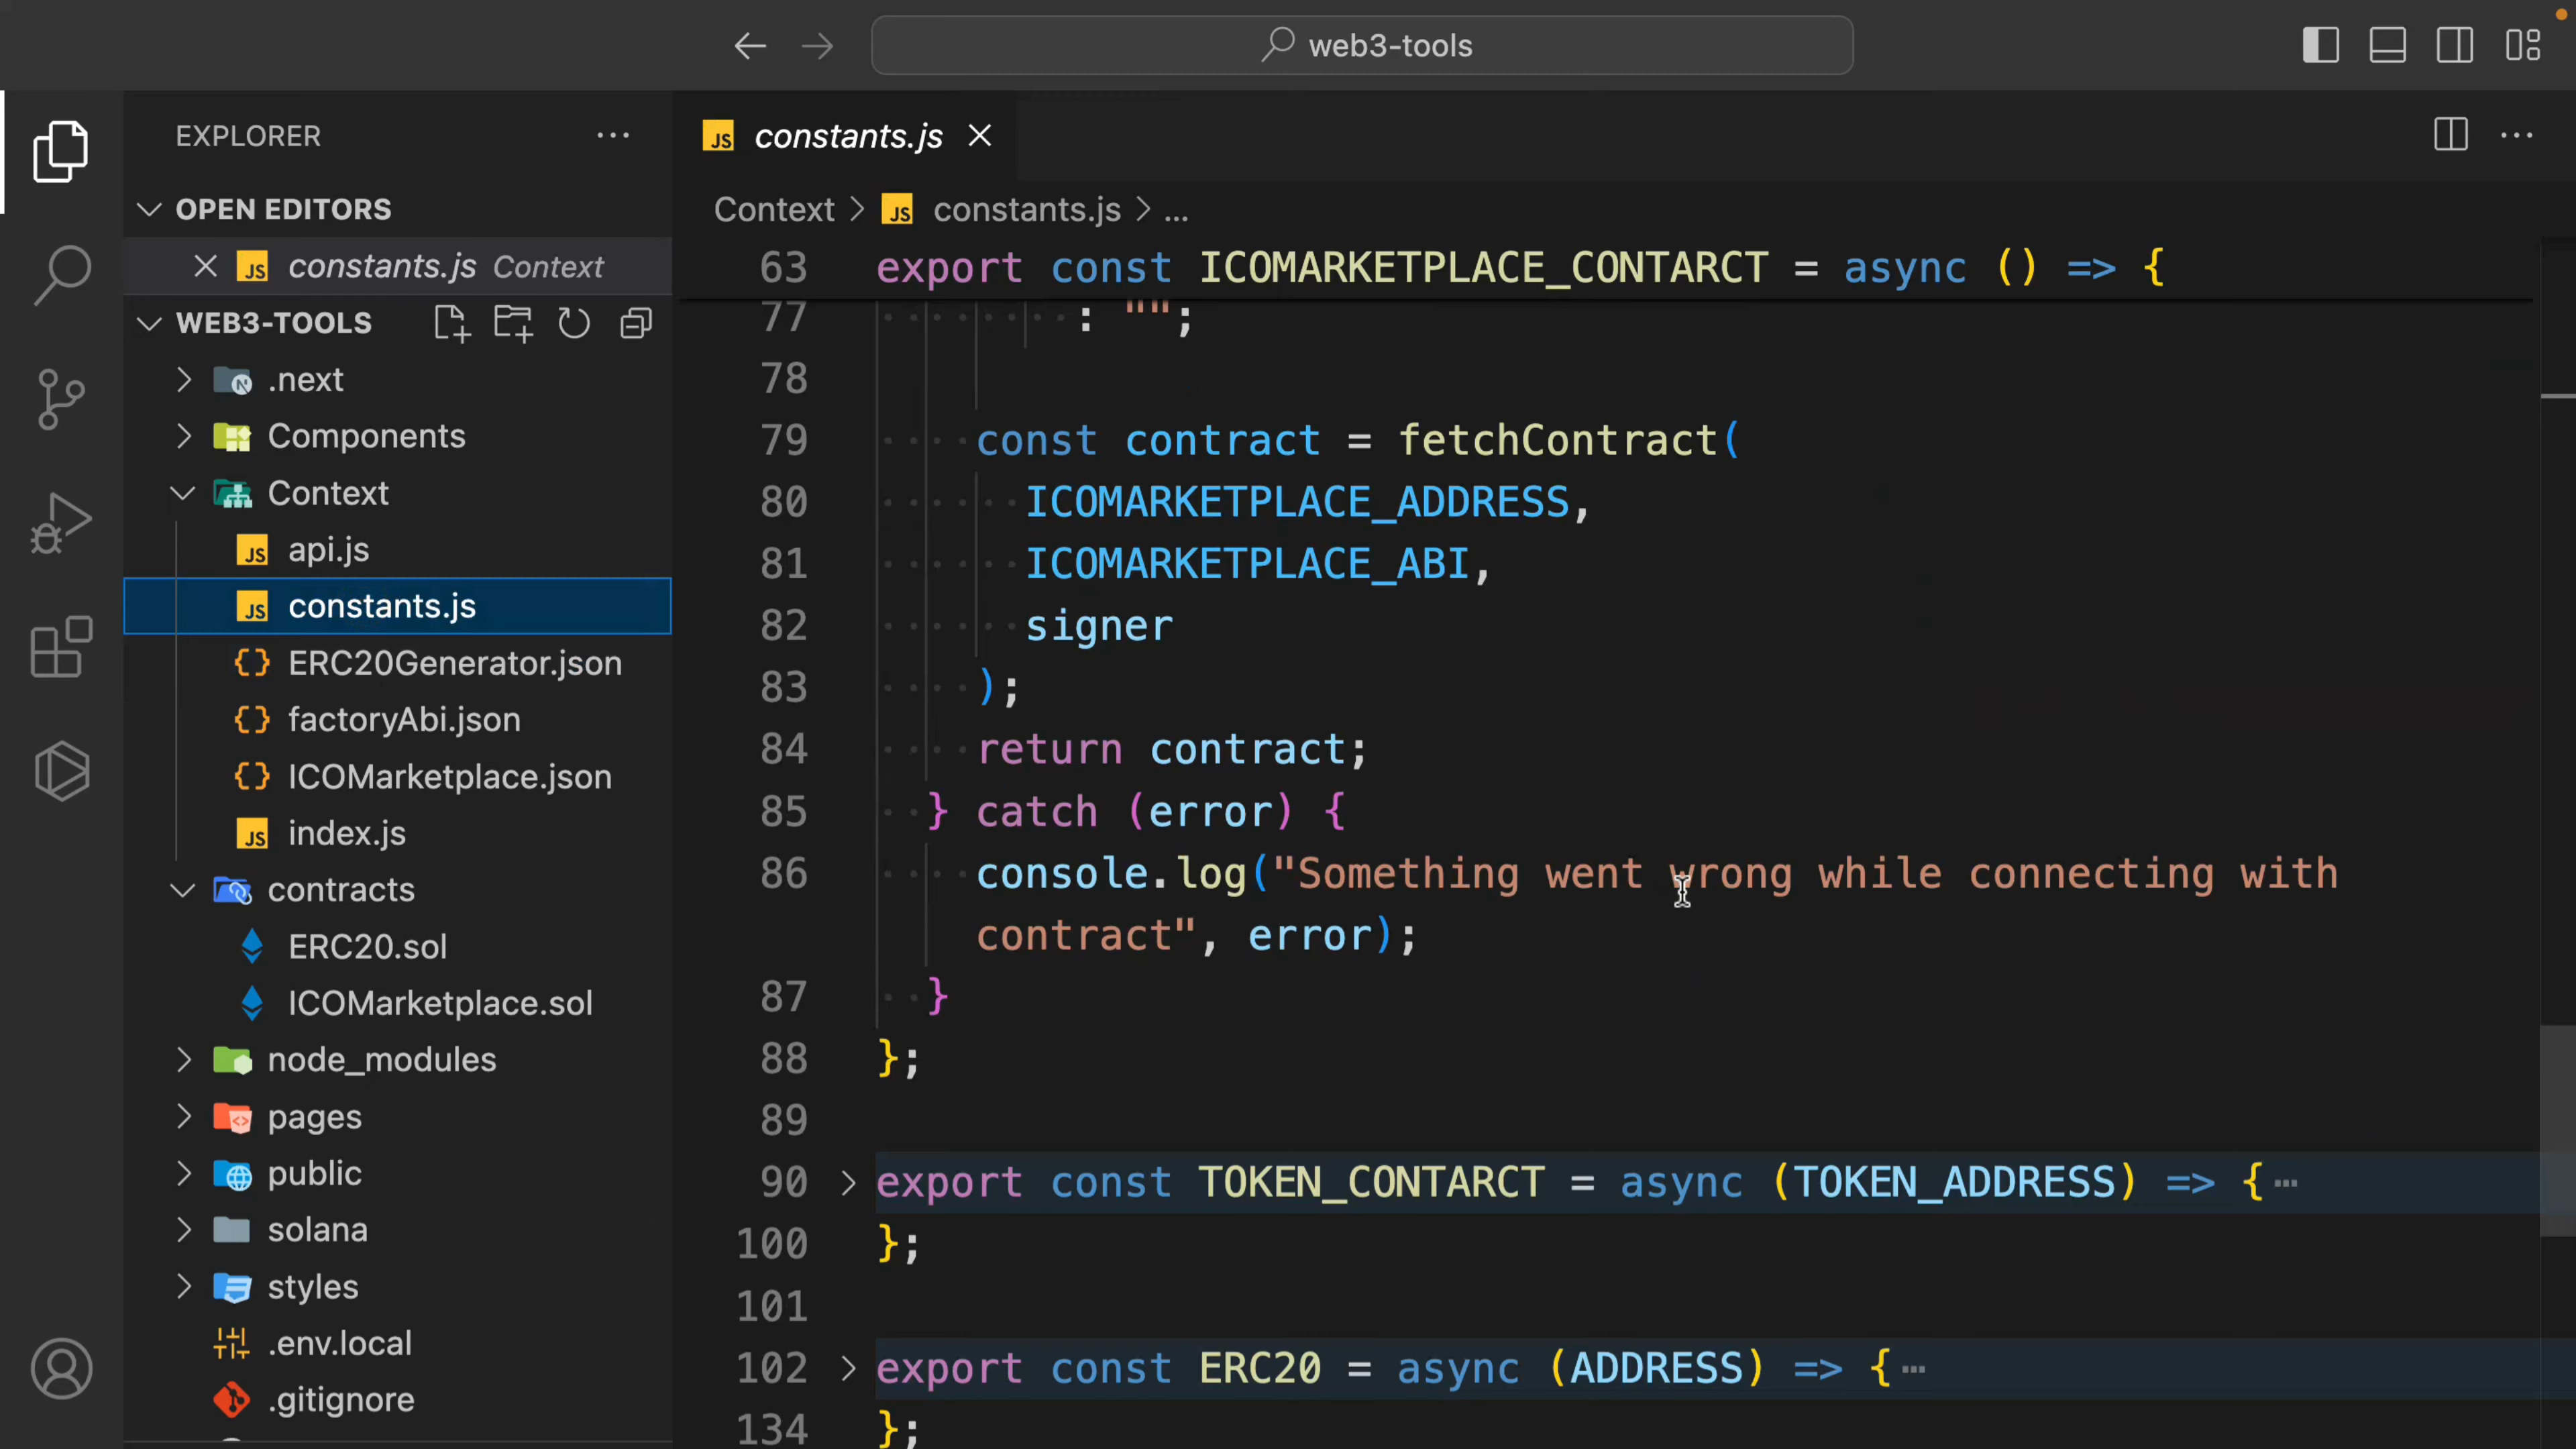 web3-tools
EXPLORER
OPEN EDITORS
constants.js Context
WEB3-TOOLS
.next
Components
Context
api.js
constants.js
ERC20Generator.json
factoryAbi.json
ICOMarketplace.json
index.js
contracts
ERC20.sol
ICOMarketplace.sol
node_modules
pages
public
solana
styles
.env.local
.gitignore
constants.js
Context > constants.js > ...
63 export const ICOMARKETPLACE_CONTARCT = async () => {
77 : "";
78
79 const contract = fetchContract(
80 ICOMARKETPLACE_ADDRESS,
81 ICOMARKETPLACE_ABI,
82 signer
83 );
84 return contract;
85 } catch (error) {
86 console.log("Something went wrong while connecting with
contract", error);
87 }
88 };
89
90 export const TOKEN_CONTARCT = async (TOKEN_ADDRESS) => {…
100 };
101
102 export const ERC20 = async (ADDRESS) => {…
134 };